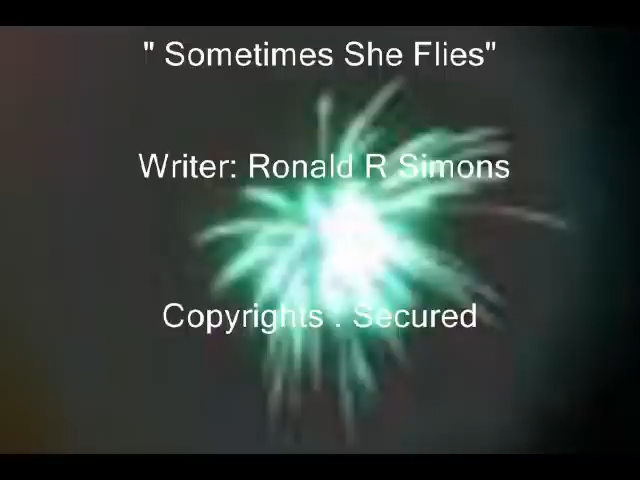 " Sometimes She Flies"
Writer: Ronald R Simons
Copyrights : Secured